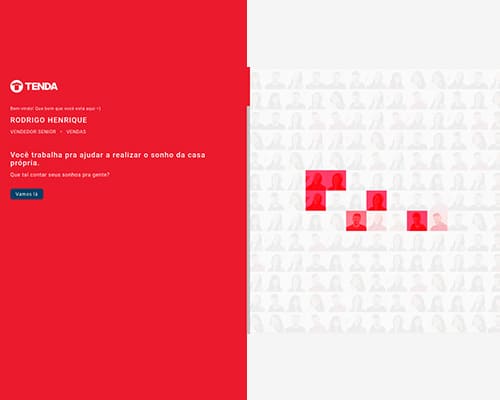 TENDA
Bem-vindo! Que bom que você está aqui =)
RODRIGO HENRIQUE
VENDEDOR SENIOR • VENDAS
Você trabalha pra ajudar a realizar o sonho da casa
própria.
Que tal contar seus sonhos pra gente?
Vamos lá